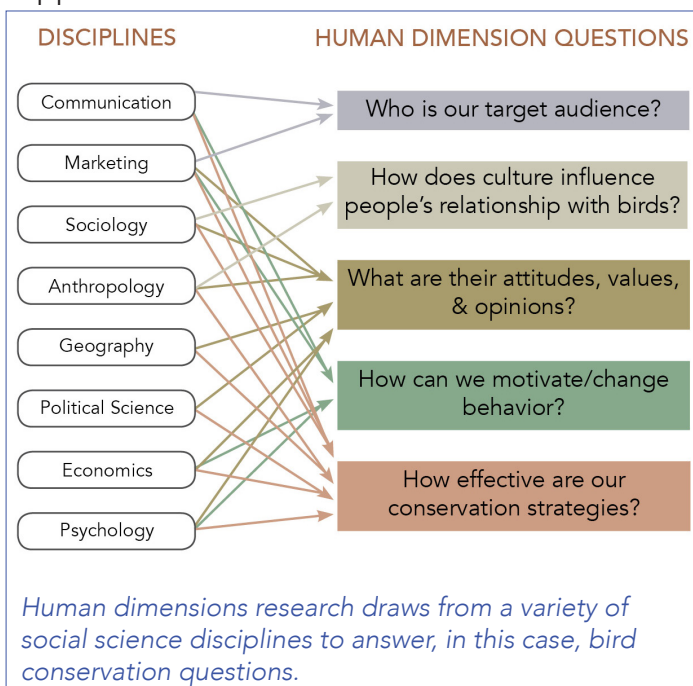 DISCIPLINES
HUMAN DIMENSION QUESTIONS
Communication
Marketing
Sociology
Anthropology
Geography
Political Science
Economics
Psychology
Who is our target audience?
How does culture influence
people's relationship with birds?
What are their attitudes, values,
& opinions?
How can we motivate/change
behavior?
How effective are our
conservation strategies?
Human dimensions research draws from a variety of
social science disciplines to answer, in this case, bird
conservation questions.